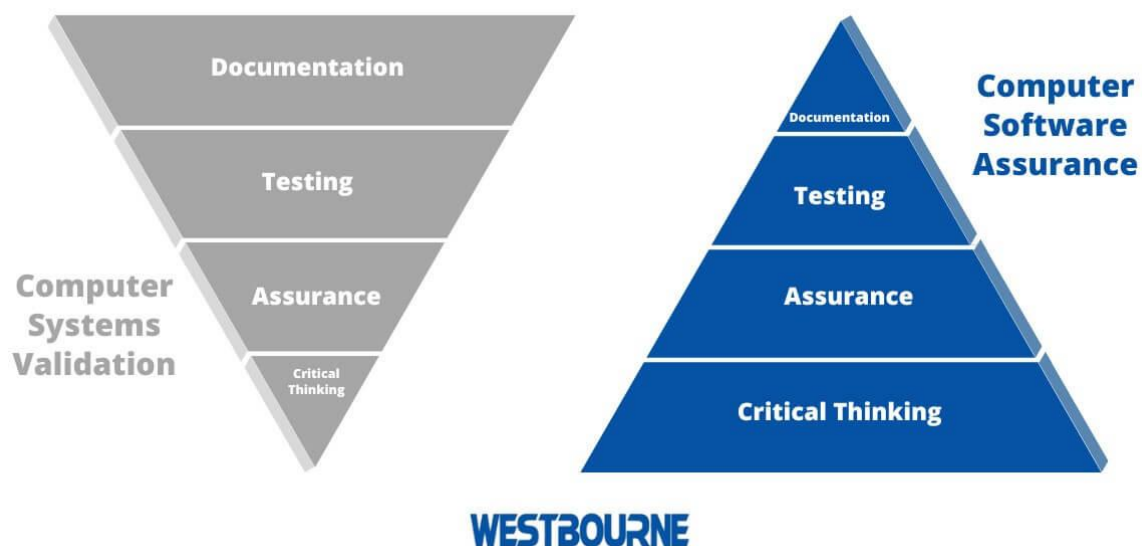 Documentation
Testing
Assurance
Critical
Thinking
Computer
Systems
Validation
Documentation
Testing
Assurance
Critical Thinking
Computer
Software
Assurance
WESTBOURNE